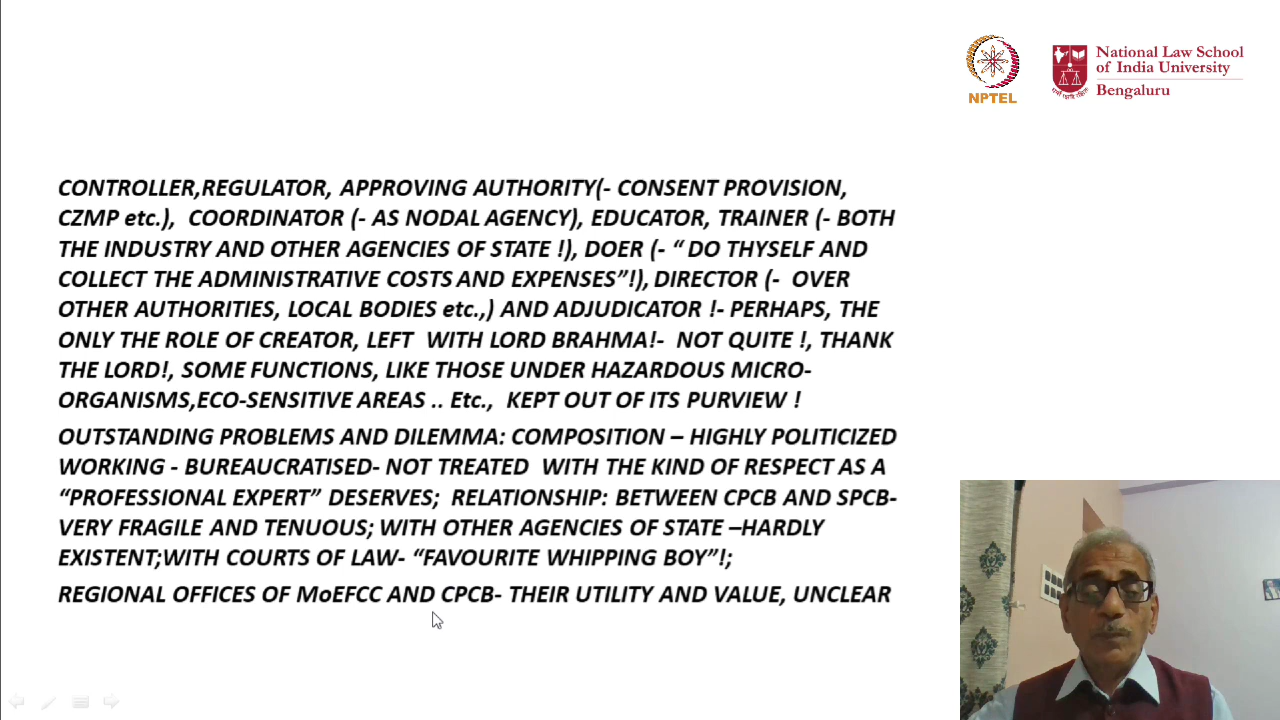 NPTEL
National Law School
of India University
Bengaluru
CONTROLLER,REGULATOR, APPROVING AUTHORITY(- CONSENT PROVISION,
CZMP etc.), COORDINATOR (- AS NODAL AGENCY), EDUCATOR, TRAINER (- BOTH
THE INDUSTRY AND OTHER AGENCIES OF STATE !), DOER (- “ DO THYSELF AND
COLLECT THE ADMINISTRATIVE COSTS AND EXPENSES”!), DIRECTOR (- OVER
OTHER AUTHORITIES, LOCAL BODIES etc.,) AND ADJUDICATOR !- PERHAPS, THE
ONLY THE ROLE OF CREATOR, LEFT WITH LORD BRAHMA!- NOT QUITE !, THANK
THE LORD!, SOME FUNCTIONS, LIKE THOSE UNDER HAZARDOUS MICRO-
ORGANISMS,ECO-SENSITIVE AREAS .. Etc., KEPT OUT OF ITS PURVIEW !
OUTSTANDING PROBLEMS AND DILEMMA: COMPOSITION – HIGHLY POLITICIZED
WORKING - BUREAUCRATISED- NOT TREATED WITH THE KIND OF RESPECT AS A
“PROFESSIONAL EXPERT” DESERVES; RELATIONSHIP: BETWEEN CPCB AND SPCB-
VERY FRAGILE AND TENUOUS; WITH OTHER AGENCIES OF STATE –HARDLY
EXISTENT;WITH COURTS OF LAW- “FAVOURITE WHIPPING BOY”!;
REGIONAL OFFICES OF MoEFCC AND CPCB- THEIR UTILITY AND VALUE, UNCLEAR